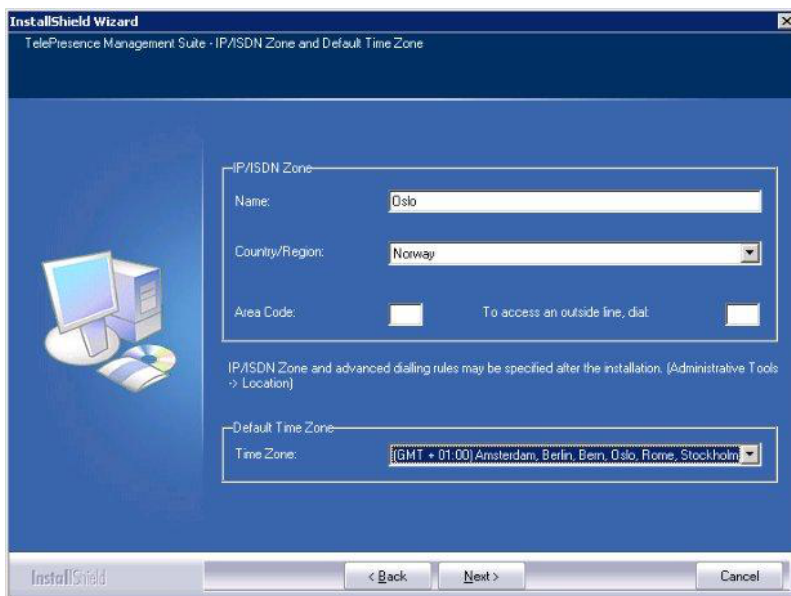 InstallShield Wizard
TelePresence Management Suite - IP/ISDN Zone and Default Time Zone
IP/ISDN Zone
Name: Oslo
Country/Region: Norway
Area Code: To access an outside line, dial:
IP/ISDN Zone and advanced dialling rules may be specified after the installation. (Administrative Tools
-> Location)
Default Time Zone
Time Zone: (GMT + 01:00) Amsterdam, Berlin, Bern, Oslo, Rome, Stockholm
InstallShield
< Back
Next >
Cancel